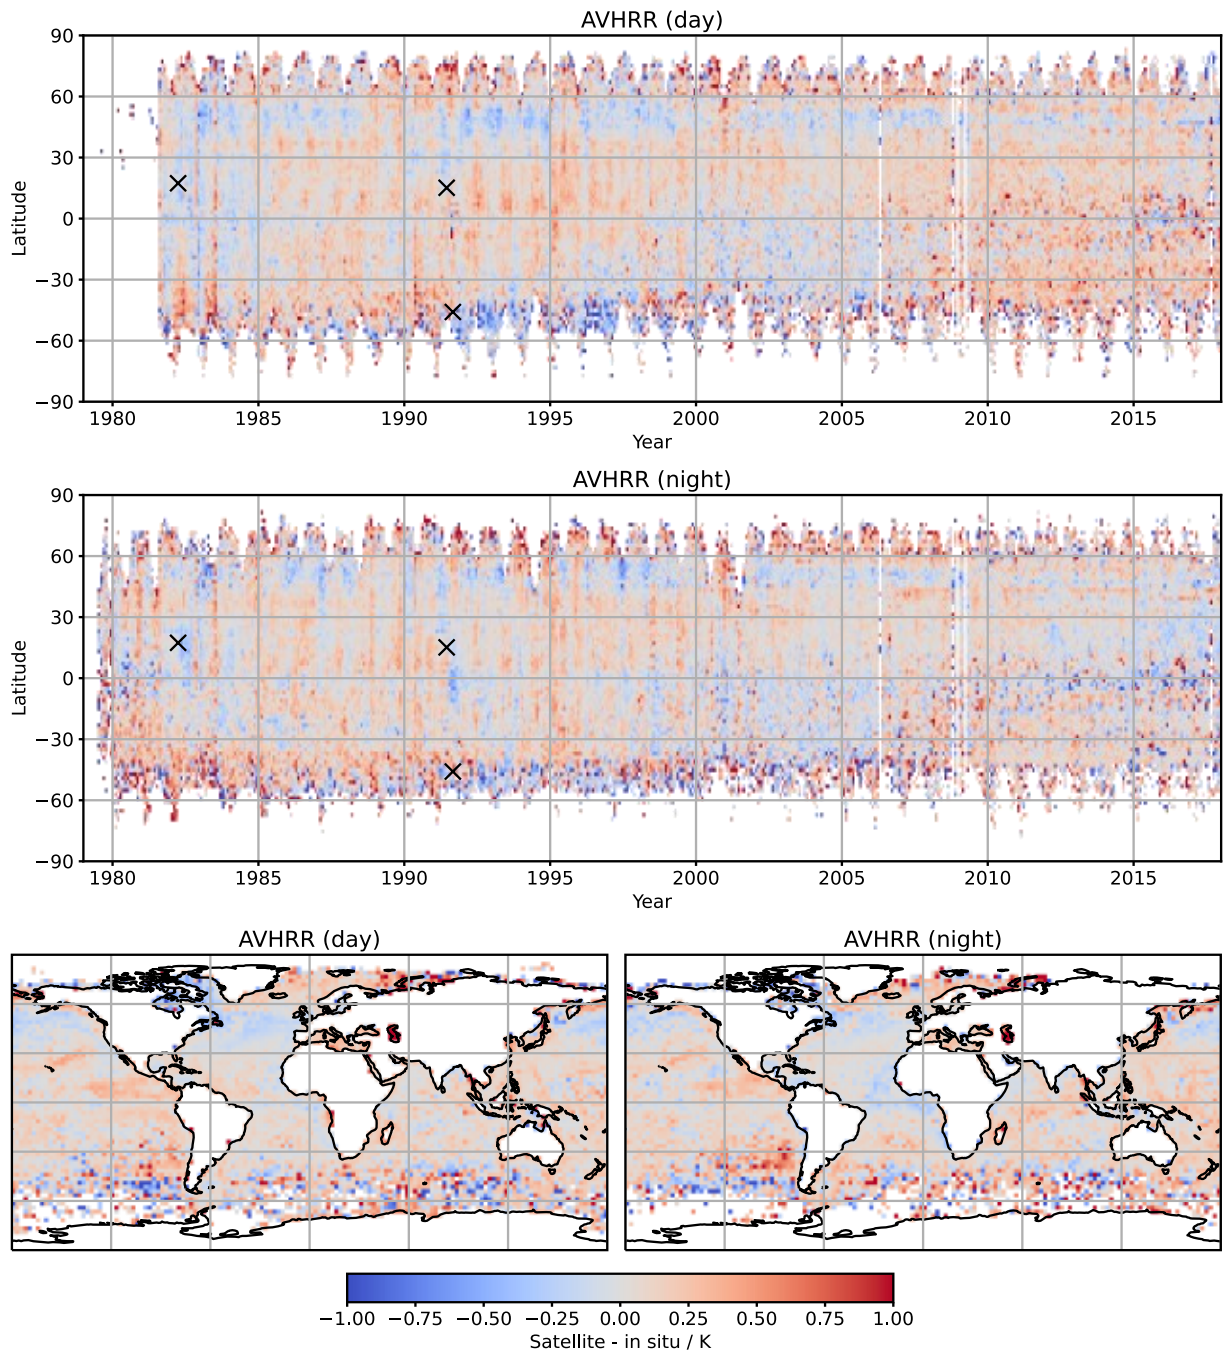 AVHRR (day)
90
60
30
0
−30
−60
−90
Latitude
1980 1985 1990 1995 2000 2005 2010 2015
Year
AVHRR (night)
90
60
30
0
−30
−60
−90
Latitude
1980 1985 1990 1995 2000 2005 2010 2015
Year
AVHRR (day) AVHRR (night)
−1.00 −0.75 −0.50 −0.25 0.00 0.25 0.50 0.75 1.00
Satellite - in situ / K